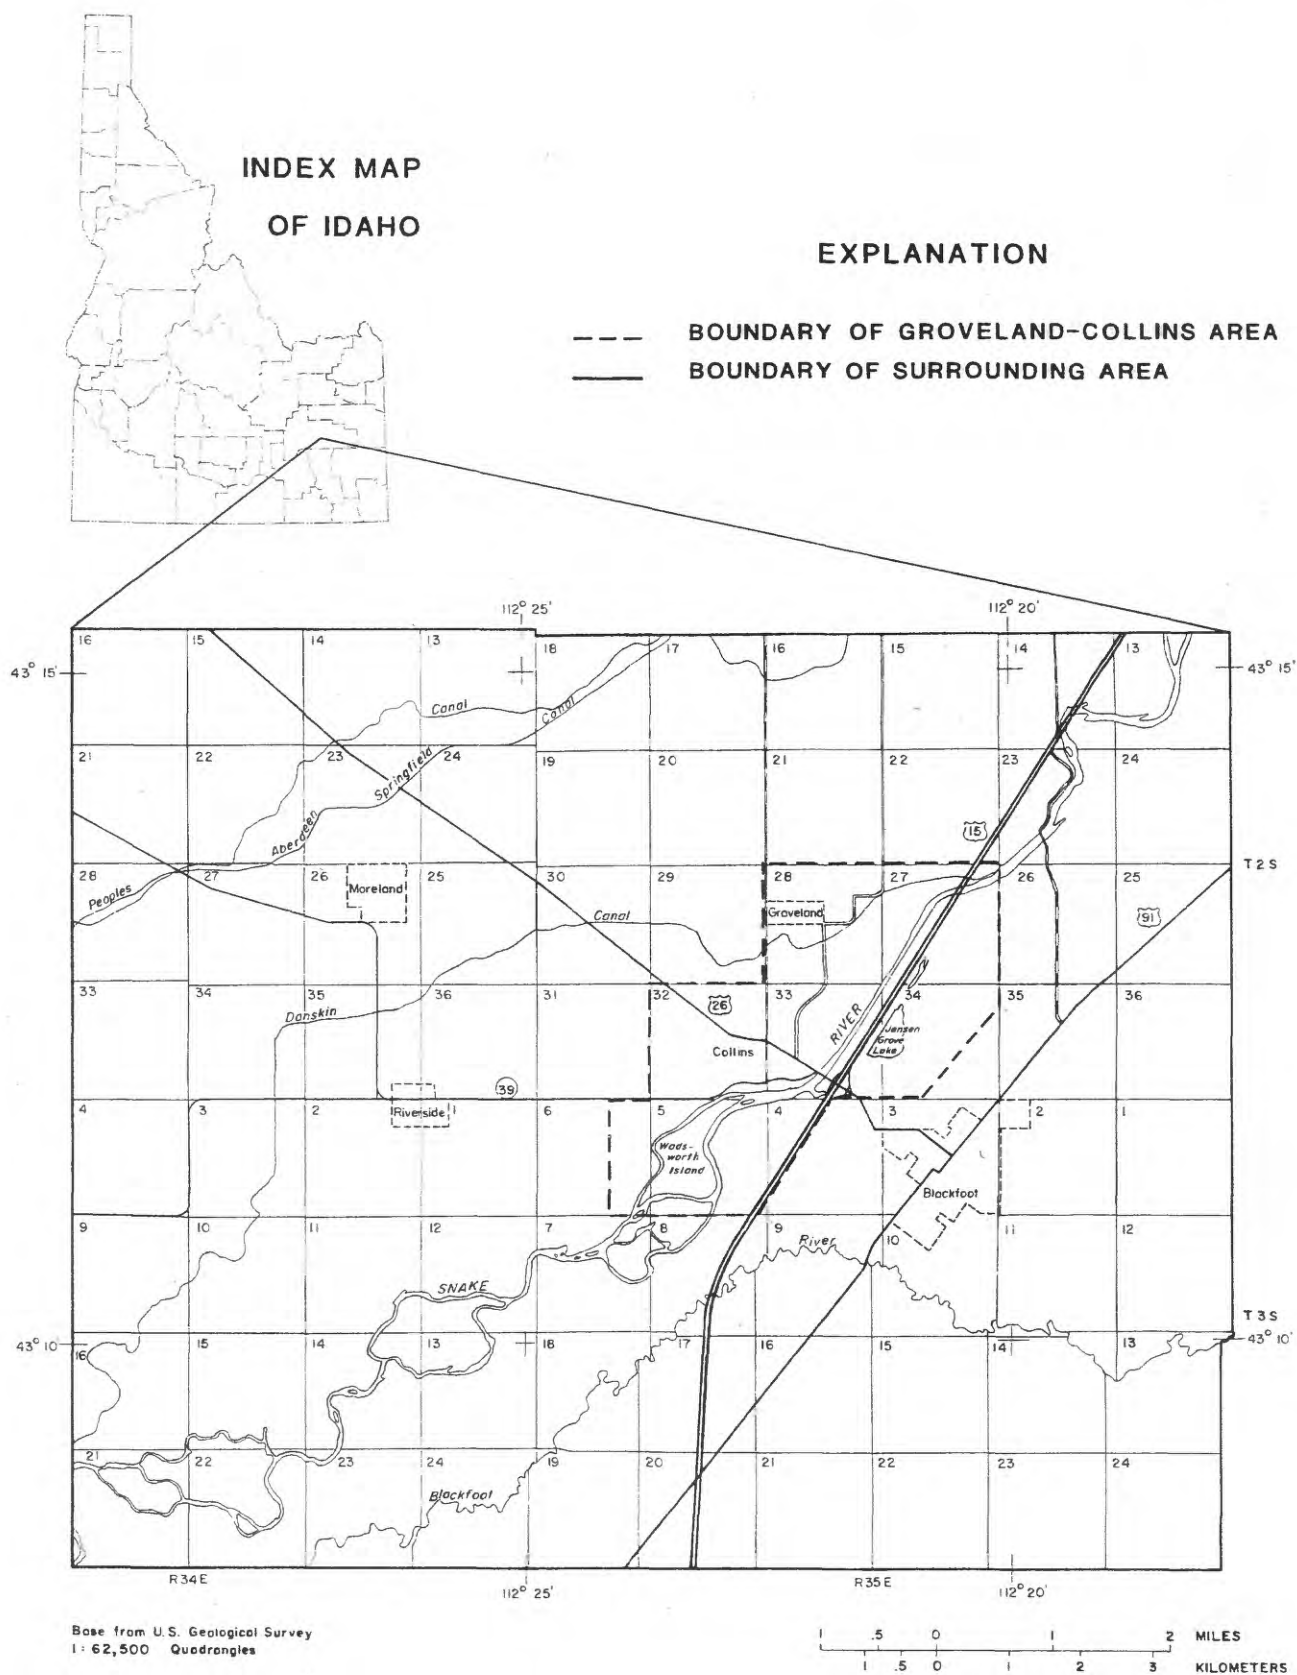 INDEX MAP
OF IDAHO
EXPLANATION
BOUNDARY OF GROVELAND-COLLINS AREA
BOUNDARY OF SURROUNDING AREA
112° 25'
112° 20'
16 15 14 13 18 17 16 15 14 13
43° 15'
43° 15'
Canal
Canal
21 22 23 24 19 20 21 22 23 24
Springfield
Aberdeen
15
T 2 S
28 27 26 25 30 29 28 27 26 25
Peoples
Moreland
Canal
Groveland
91
33 34 35 36 31 32 33 34 35 36
Danskin
26
RIVER
Jensen
Grove
Lake
Collins
39
4 3 2 1 6 5 4 3 2 1
Riverside
Wads-
worth
Island
Blackfoot
9 10 11 12 7 8 9 10 11 12
River
SNAKE
T 3 S
43° 10'
43° 10'
16 15 14 13 18 17 16 15 14 13
21 22 23 24 19 20 21 22 23 24
Blackfoot
R34E
112° 25'
R35E
112° 20'
Base from U.S. Geological Survey
1:62,500 Quadrangles
1 .5 0 1 2 MILES
1 .5 0 1 2 3 KILOMETERS